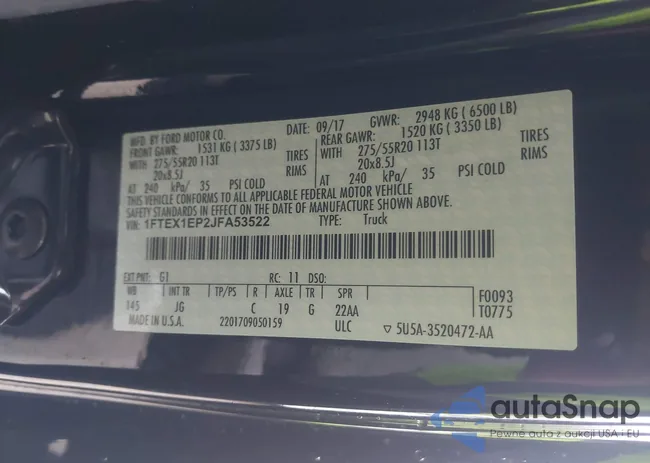 MFD. BY FORD MOTOR CO. DATE: 09/17 GVWR: 2948 KG ( 6500 LB)
FRONT GAWR: 1531 KG ( 3375 LB) REAR GAWR: 1520 KG ( 3350 LB)
WITH 275/55R20 113T TIRES WITH 275/55R20 113T TIRES
20x8.5J RIMS 20x8.5J RIMS
AT 240 kPa/ 35 PSI COLD AT 240 kPa/ 35 PSI COLD
THIS VEHICLE CONFORMS TO ALL APPLICABLE FEDERAL MOTOR VEHICLE
SAFETY STANDARDS IN EFFECT ON THE DATE OF MANUFACTURE SHOWN ABOVE.
VIN: 1FTEX1EP2JFA53522 TYPE: Truck
EXT PNT: G1 RC: 11 DSO:
WB INT TR TP/PS R AXLE TR SPR F0093
145 JG C 19 G 22AA T0775
MADE IN U.S.A. 2201709050159 ULC ▽ 5U5A-3520472-AA
autaSnap
Pewne auta z aukcji USA i EU